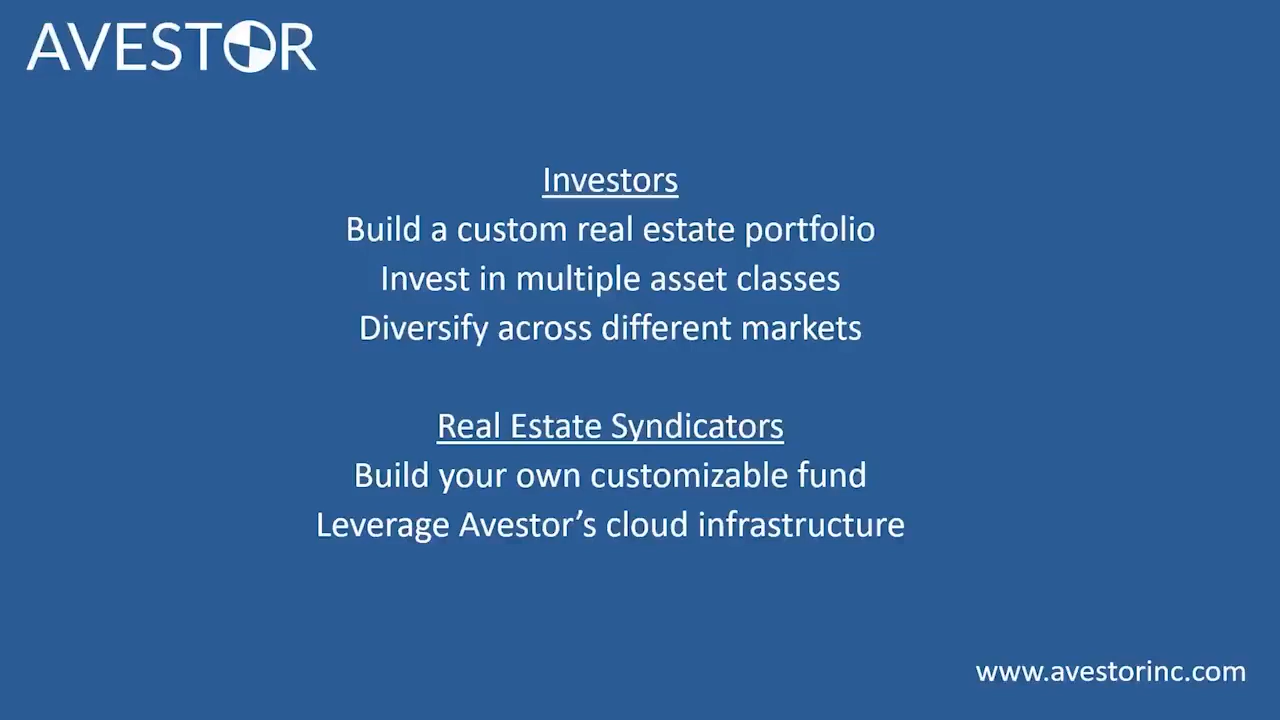 AVESTOR
Investors
Build a custom real estate portfolio
Invest in multiple asset classes
Diversify across different markets
Real Estate Syndicators
Build your own customizable fund
Leverage Avestor’s cloud infrastructure
www.avestorinc.com